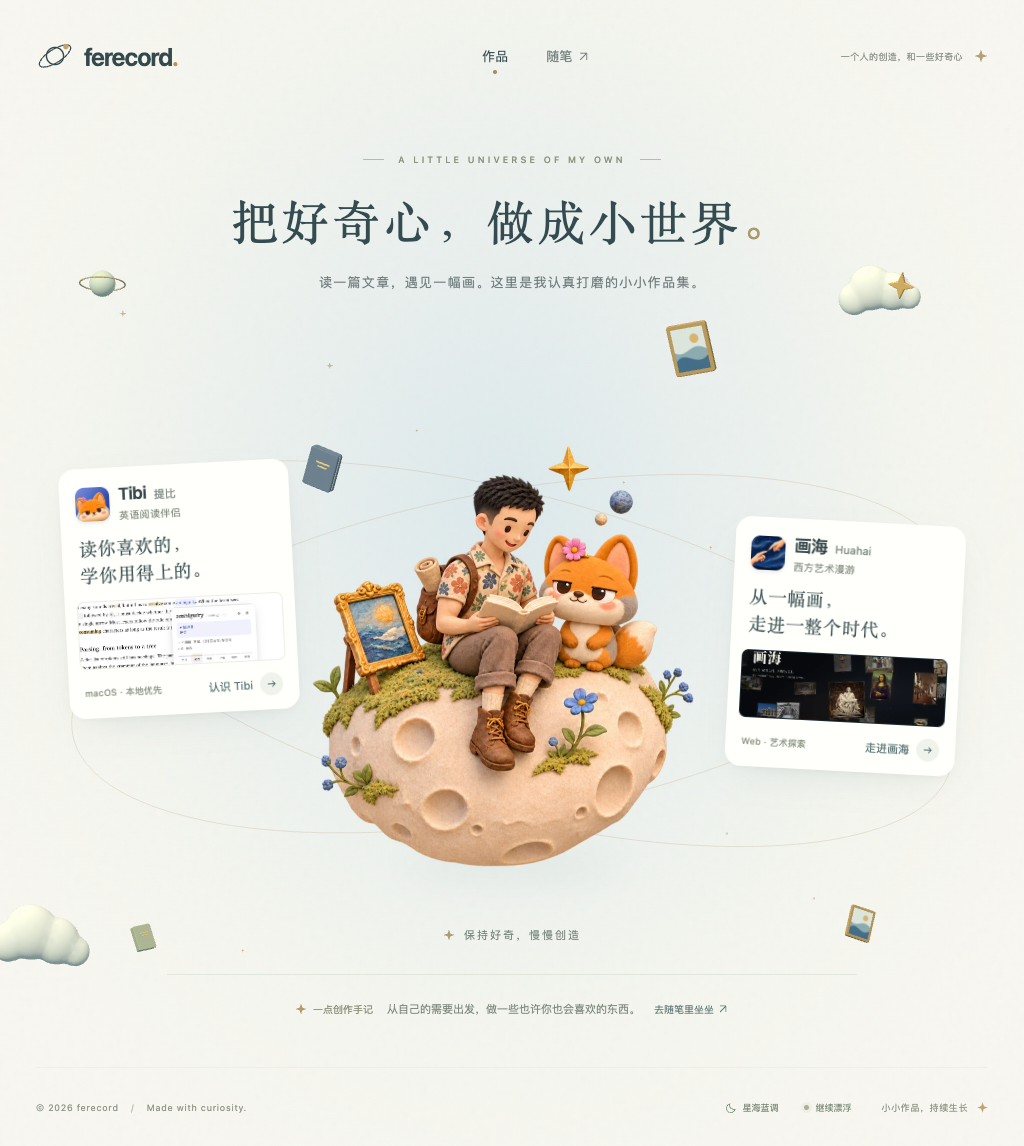 ferecord.
作品
随笔 ↗
一个人的创造，和一些好奇心
A LITTLE UNIVERSE OF MY OWN
把好奇心，做成小世界。
读一篇文章，遇见一幅画。这里是我认真打磨的小小作品集。
Tibi 提比
英语阅读伴侣
读你喜欢的，
学你用得上的。
Parsing, from tokens to a tree
macOS · 本地优先
认识 Tibi →
画海 Huahai
西方艺术漫游
从一幅画，
走进一整个时代。
画海
Web · 艺术探索
走进画海 →
保持好奇，慢慢创造
一点创作手记 从自己的需要出发，做一些也许你也会喜欢的东西。 去随笔里坐坐 ↗
© 2026 ferecord / Made with curiosity.
星海蓝调
继续漂浮
小小作品，持续生长